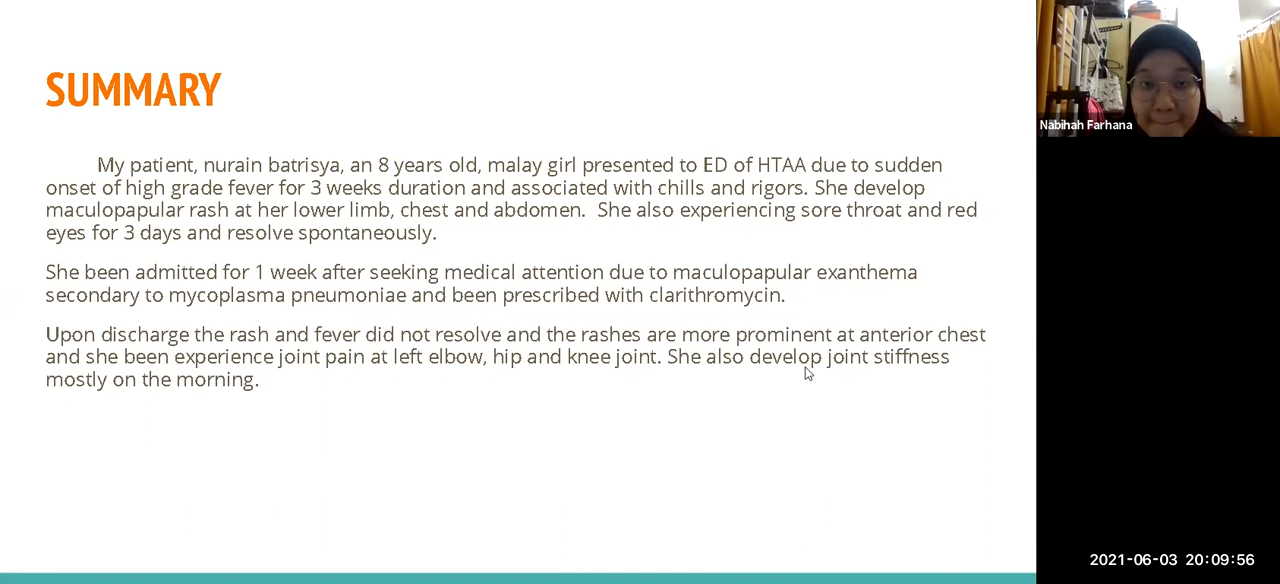 SUMMARY
My patient, nurain batrisya, an 8 years old, malay girl presented to ED of HTAA due to sudden
onset of high grade fever for 3 weeks duration and associated with chills and rigors. She develop
maculopapular rash at her lower limb, chest and abdomen.  She also experiencing sore throat and red
eyes for 3 days and resolve spontaneously.
She been admitted for 1 week after seeking medical attention due to maculopapular exanthema
secondary to mycoplasma pneumoniae and been prescribed with clarithromycin.
Upon discharge the rash and fever did not resolve and the rashes are more prominent at anterior chest
and she been experience joint pain at left elbow, hip and knee joint. She also develop joint stiffness
mostly on the morning.
Nabihah Farhana
2021-06-03 20:09:56